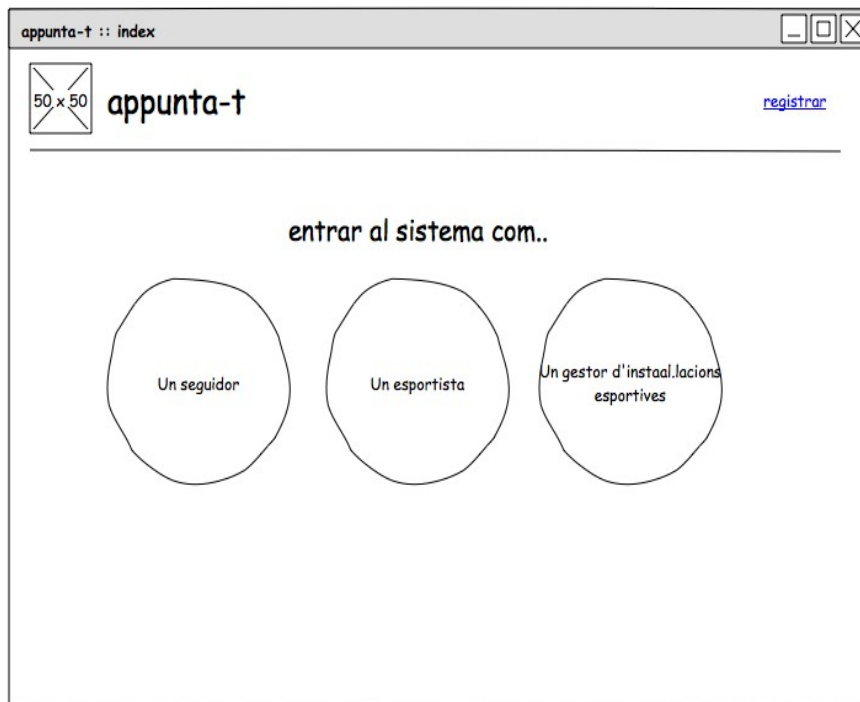 appunta-t :: index
50 x 50
appunta-t
registrar
entrar al sistema com..
Un seguidor
Un esportista
Un gestor d'instaal.lacions
esportives